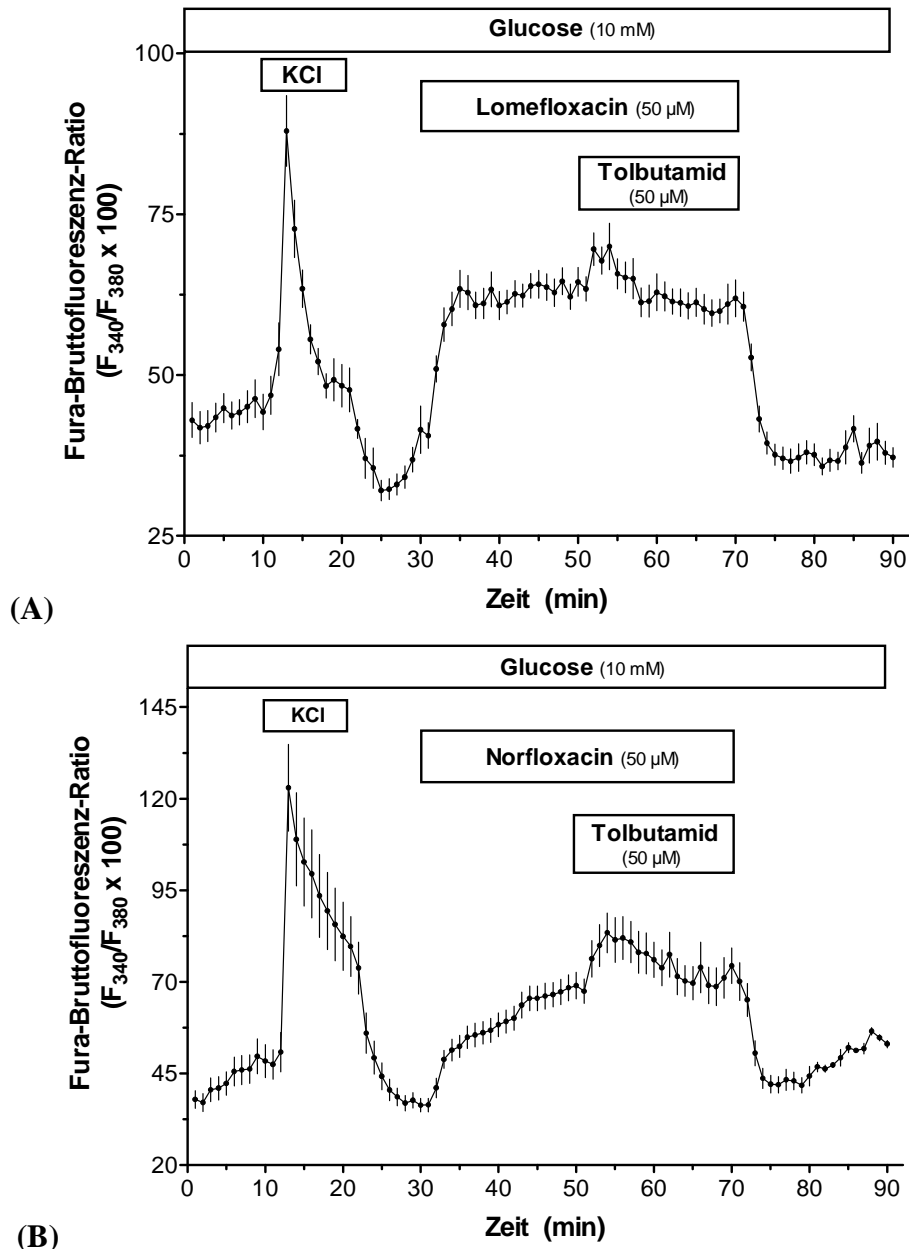 Glucose (10 mM)
100
KCl
Lomefloxacin (50 µM)
Tolbutamid
(50 µM)
75
50
25
Fura-Bruttofluoreszenz-Ratio
(F340/F380 x 100)
0 10 20 30 40 50 60 70 80 90
Zeit (min)
(A)
Glucose (10 mM)
145
KCl
Norfloxacin (50 µM)
120
Tolbutamid
(50 µM)
95
70
45
20
Fura-Bruttofluoreszenz-Ratio
(F340/F380 x 100)
0 10 20 30 40 50 60 70 80 90
Zeit (min)
(B)